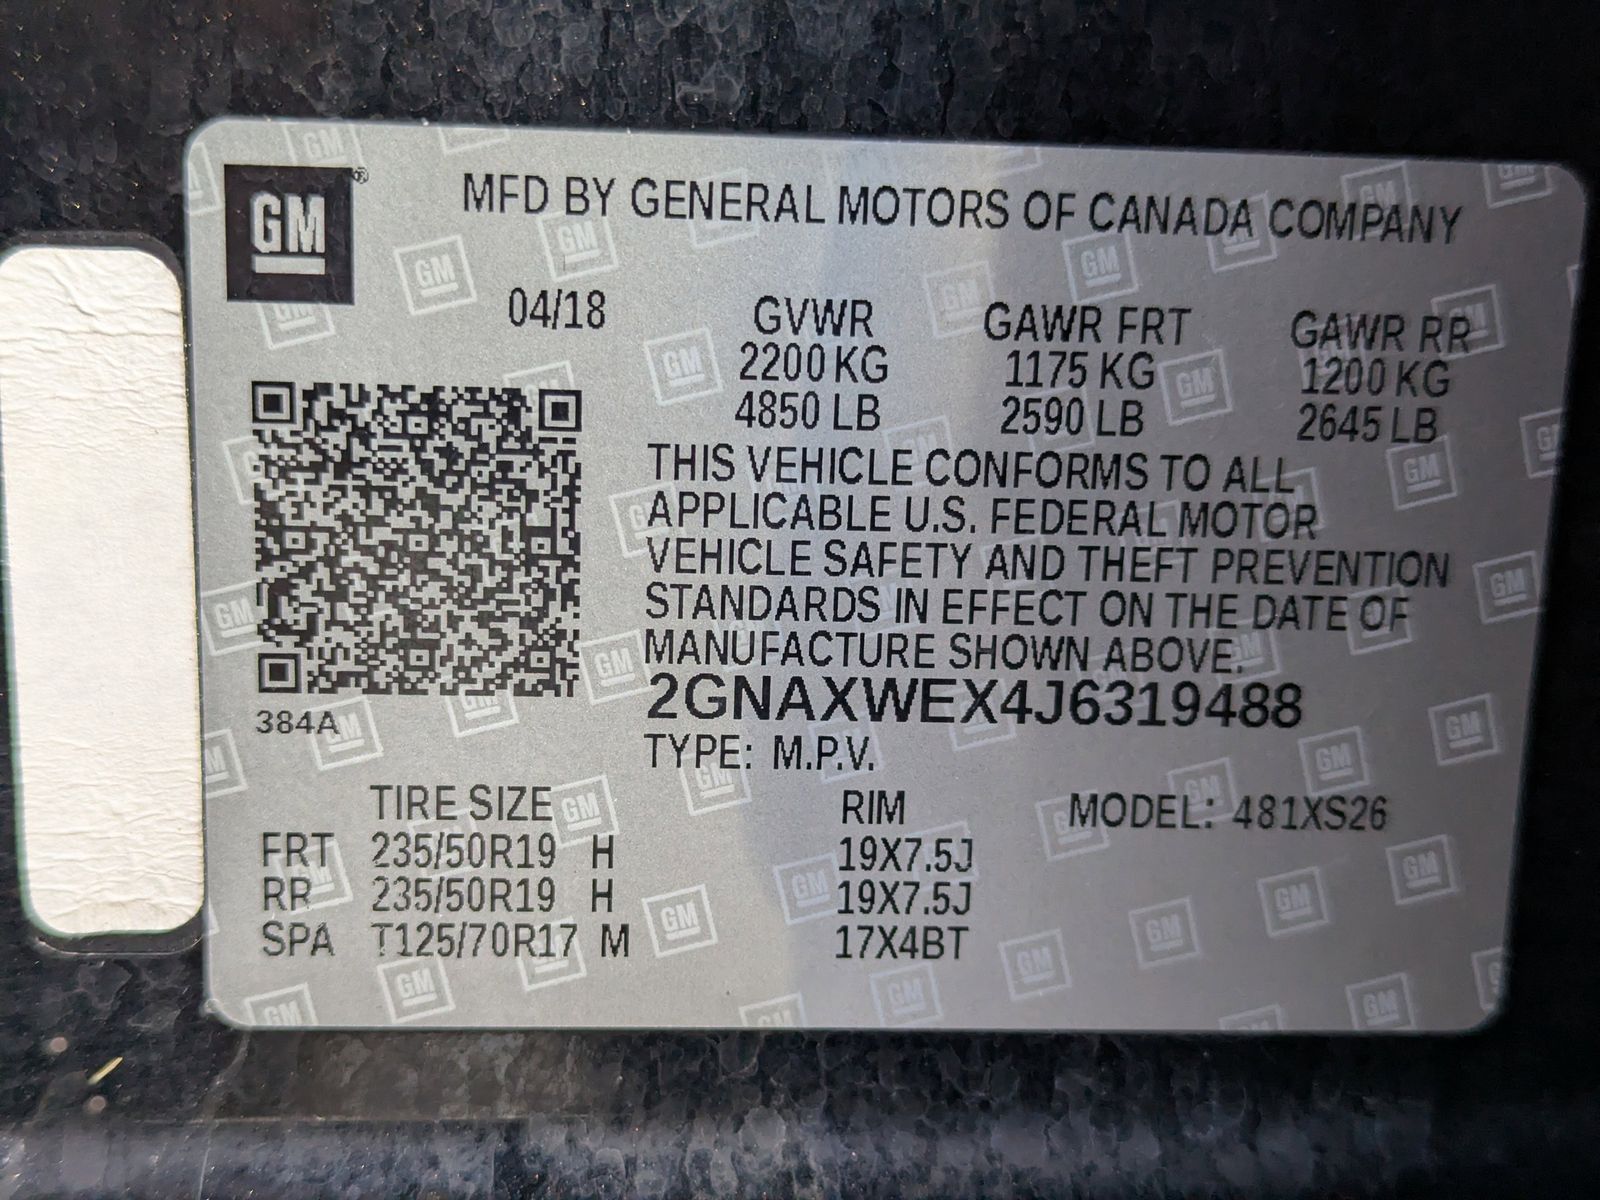 GM®
MFD BY GENERAL MOTORS OF CANADA COMPANY
04/18
GVWR GAWR FRT GAWR RR
2200 KG 1175 KG 1200 KG
4850 LB 2590 LB 2645 LB
THIS VEHICLE CONFORMS TO ALL
APPLICABLE U.S. FEDERAL MOTOR
VEHICLE SAFETY AND THEFT PREVENTION
STANDARDS IN EFFECT ON THE DATE OF
MANUFACTURE SHOWN ABOVE.
2GNAXWEX4J6319488
384A
TYPE: M.P.V.
TIRE SIZE RIM MODEL: 481XS26
FRT 235/50R19 H 19X7.5J
RR 235/50R19 H 19X7.5J
SPA T125/70R17 M 17X4BT